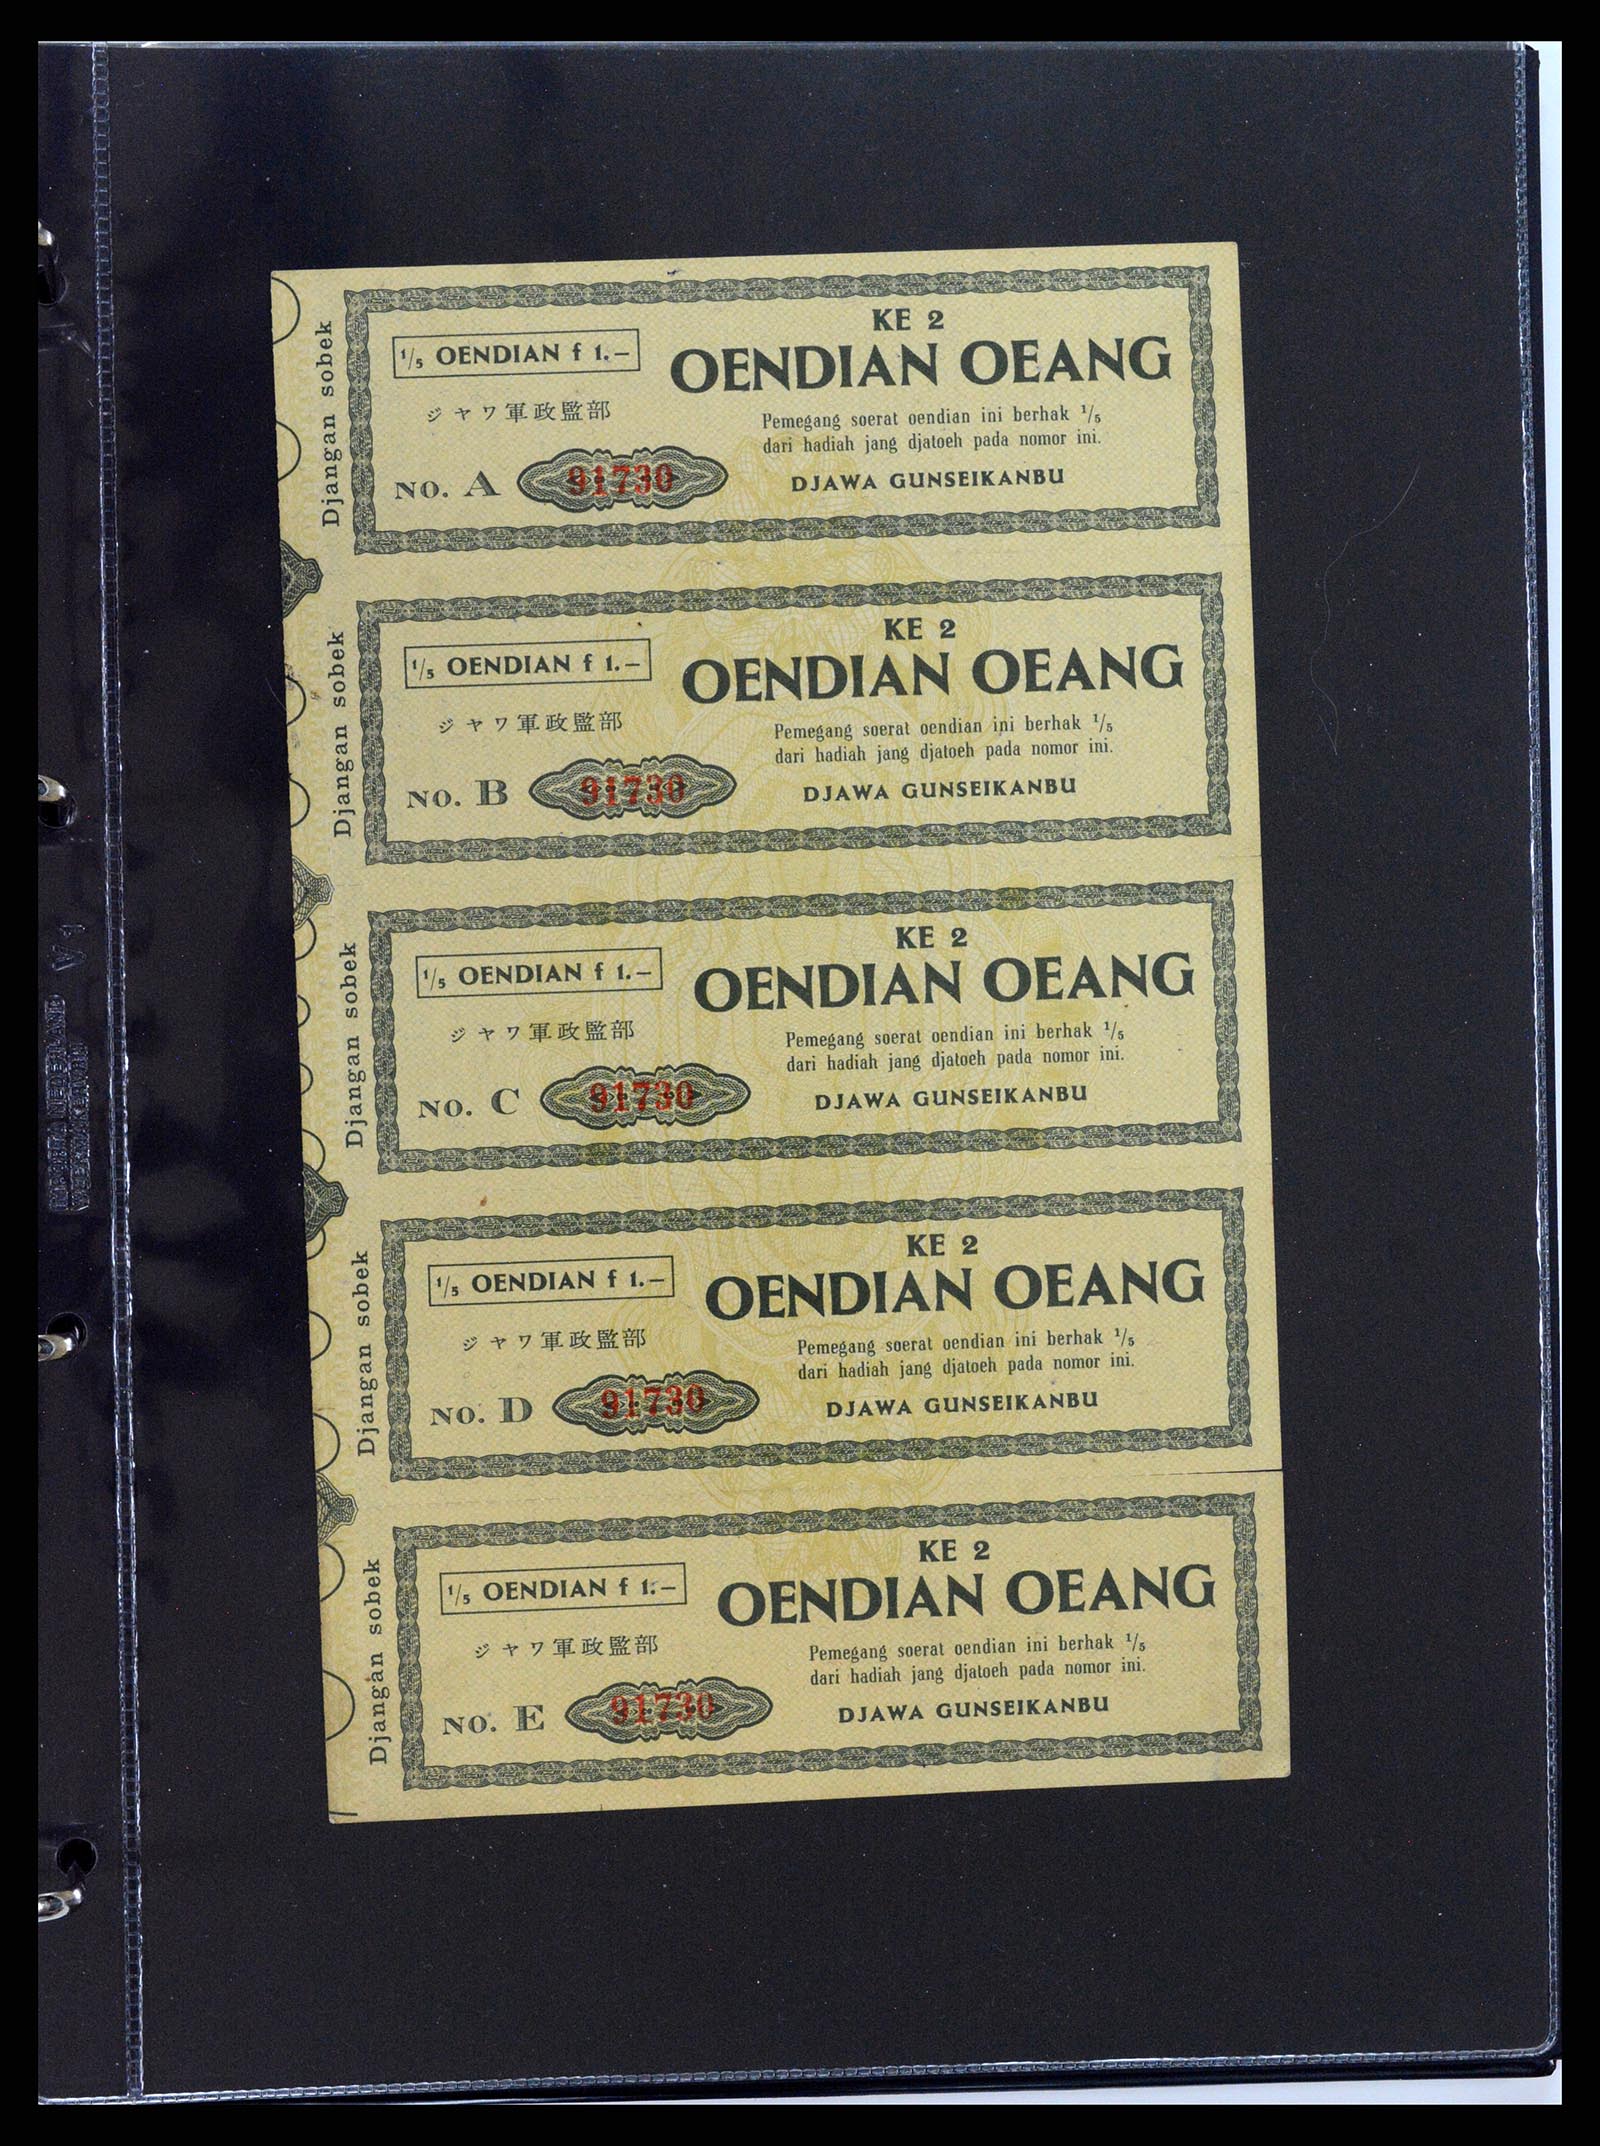 Djangan sobek
KE 2
1/5 OENDIAN f 1.—
OENDIAN OEANG
ジャワ軍政監部
Pemegang soerat oendian ini berhak 1/5
dari hadiah jang djatoeh pada nomor ini.
NO. A 91730
DJAWA GUNSEIKANBU
Djangan sobek
KE 2
1/5 OENDIAN f 1.—
OENDIAN OEANG
ジャワ軍政監部
Pemegang soerat oendian ini berhak 1/5
dari hadiah jang djatoeh pada nomor ini.
NO. B 91730
DJAWA GUNSEIKANBU
Djangan sobek
KE 2
1/5 OENDIAN f 1.—
OENDIAN OEANG
ジャワ軍政監部
Pemegang soerat oendian ini berhak 1/5
dari hadiah jang djatoeh pada nomor ini.
NO. C 91730
DJAWA GUNSEIKANBU
Djangan sobek
KE 2
1/5 OENDIAN f 1.—
OENDIAN OEANG
ジャワ軍政監部
Pemegang soerat oendian ini berhak 1/5
dari hadiah jang djatoeh pada nomor ini.
NO. D 91730
DJAWA GUNSEIKANBU
Djangan sobek
KE 2
1/5 OENDIAN f 1.—
OENDIAN OEANG
ジャワ軍政監部
Pemegang soerat oendian ini berhak 1/5
dari hadiah jang djatoeh pada nomor ini.
NO. E 91730
DJAWA GUNSEIKANBU